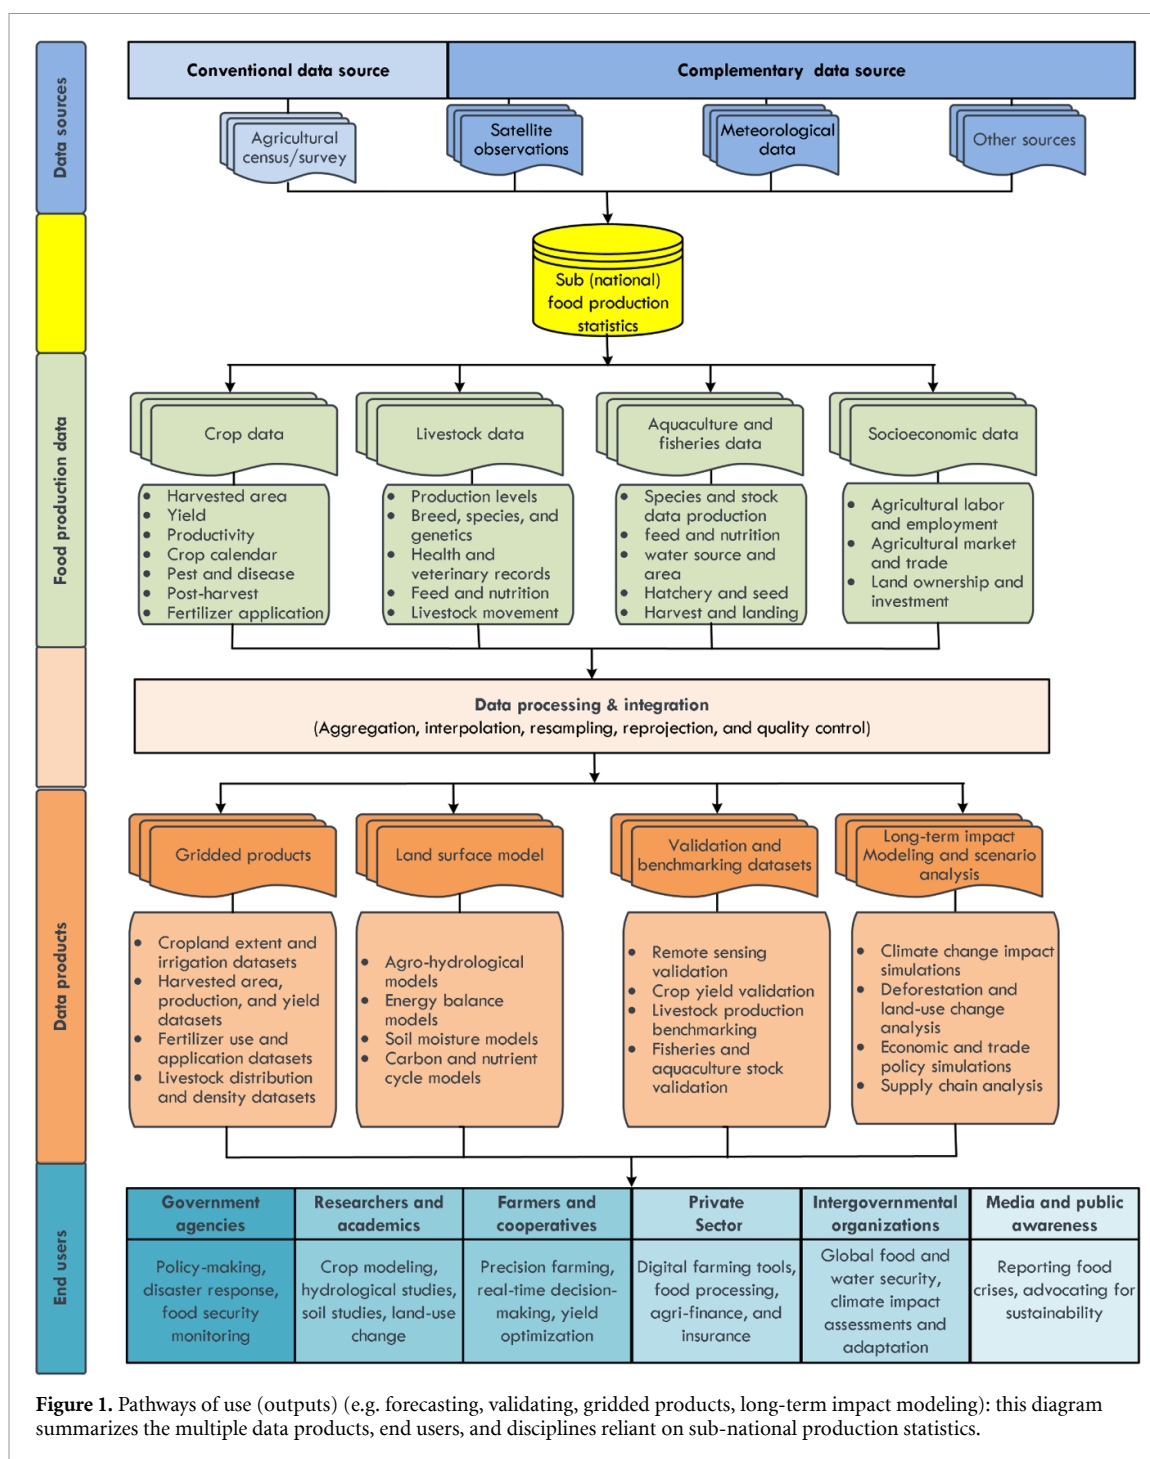 Data sources
Conventional data source
Complementary data source
Agricultural
census/survey
Satellite
observations
Meteorological
data
Other sources
Sub (national)
food production
statistics
Food production data
Crop data
Livestock data
Aquaculture and
fisheries data
Socioeconomic data
• Harvested area
• Yield
• Productivity
• Crop calendar
• Pest and disease
• Post-harvest
• Fertilizer application
• Production levels
• Breed, species, and
genetics
• Health and
veterinary records
• Feed and nutrition
• Livestock movement
• Species and stock
data production
• feed and nutrition
• water source and
area
• Hatchery and seed
• Harvest and landing
• Agricultural labor
and employment
• Agricultural market
and trade
• Land ownership and
investment
Data processing & integration
(Aggregation, interpolation, resampling, reprojection, and quality control)
Data products
Gridded products
Land surface model
Validation and
benchmarking datasets
Long-term impact
Modeling and scenario
analysis
• Cropland extent and
irrigation datasets
• Harvested area,
production, and yield
datasets
• Fertilizer use and
application datasets
• Livestock distribution
and density datasets
• Agro-hydrological
models
• Energy balance
models
• Soil moisture models
• Carbon and nutrient
cycle models
• Remote sensing
validation
• Crop yield validation
• Livestock production
benchmarking
• Fisheries and
aquaculture stock
validation
• Climate change impact
simulations
• Deforestation and
land-use change
analysis
• Economic and trade
policy simulations
• Supply chain analysis
End users
Government
agencies
Policy-making,
disaster response,
food security
monitoring
Researchers and
academics
Crop modeling,
hydrological studies,
soil studies, land-use
change
Farmers and
cooperatives
Precision farming,
real-time decision-
making, yield
optimization
Private
Sector
Digital farming tools,
food processing,
agri-finance, and
insurance
Intergovernmental
organizations
Global food and
water security,
climate impact
assessments and
adaptation
Media and public
awareness
Reporting food
crises, advocating for
sustainability
Figure 1. Pathways of use (outputs) (e.g. forecasting, validating, gridded products, long-term impact modeling): this diagram
summarizes the multiple data products, end users, and disciplines reliant on sub-national production statistics.